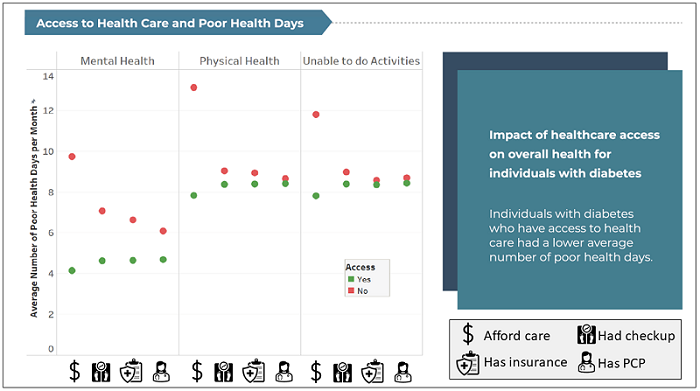 Access to Health Care and Poor Health Days
Mental Health
Physical Health
Unable to do Activities
Average Number of Poor Health Days per Month
14
12
10
8
6
4
2
0
Access
Yes
No
Impact of healthcare access
on overall health for
individuals with diabetes
Individuals with diabetes
who have access to health
care had a lower average
number of poor health days.
$ Afford care
Had checkup
Has insurance
Has PCP
$
$
$